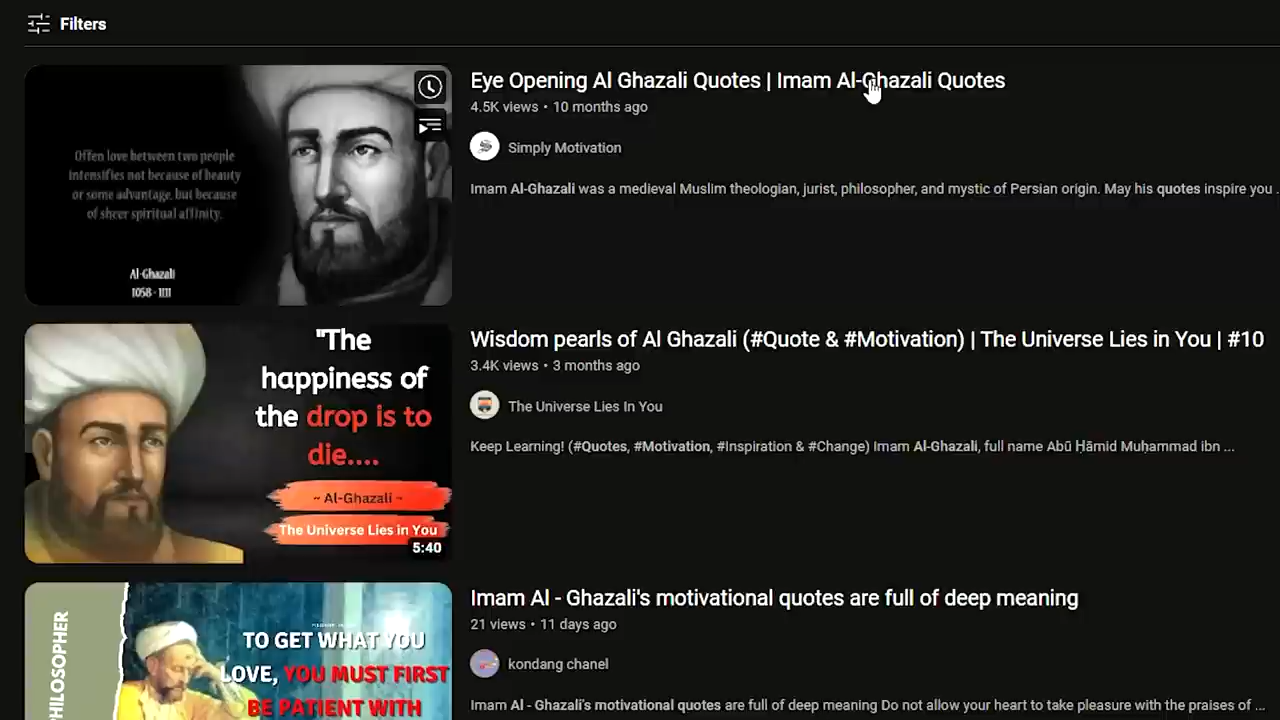 Filters
Eye Opening Al Ghazali Quotes | Imam Al-Ghazali Quotes
4.5K views • 10 months ago
Simply Motivation
Imam Al-Ghazali was a medieval Muslim theologian, jurist, philosopher, and mystic of Persian origin. May his quotes inspire you
Often love between two people
intensifies not because of beauty
or some advantage, but because
of sheer spiritual affinity.
Al-Ghazali
1058 - 1111
Wisdom pearls of Al Ghazali (#Quote & #Motivation) | The Universe Lies in You | #10
3.4K views • 3 months ago
The Universe Lies In You
Keep Learning! (#Quotes, #Motivation, #Inspiration & #Change) Imam Al-Ghazali, full name Abū Ḥāmid Muḥammad ibn ...
"The
happiness of
the drop is to
die....
~ Al-Ghazali ~
The Universe Lies in You
5:40
Imam Al - Ghazali's motivational quotes are full of deep meaning
21 views • 11 days ago
kondang chanel
Imam Al - Ghazali's motivational quotes are full of deep meaning Do not allow your heart to take pleasure with the praises of ...
PHILOSOPHER
TO GET WHAT YOU
LOVE, YOU MUST FIRST
BE PATIENT WITH